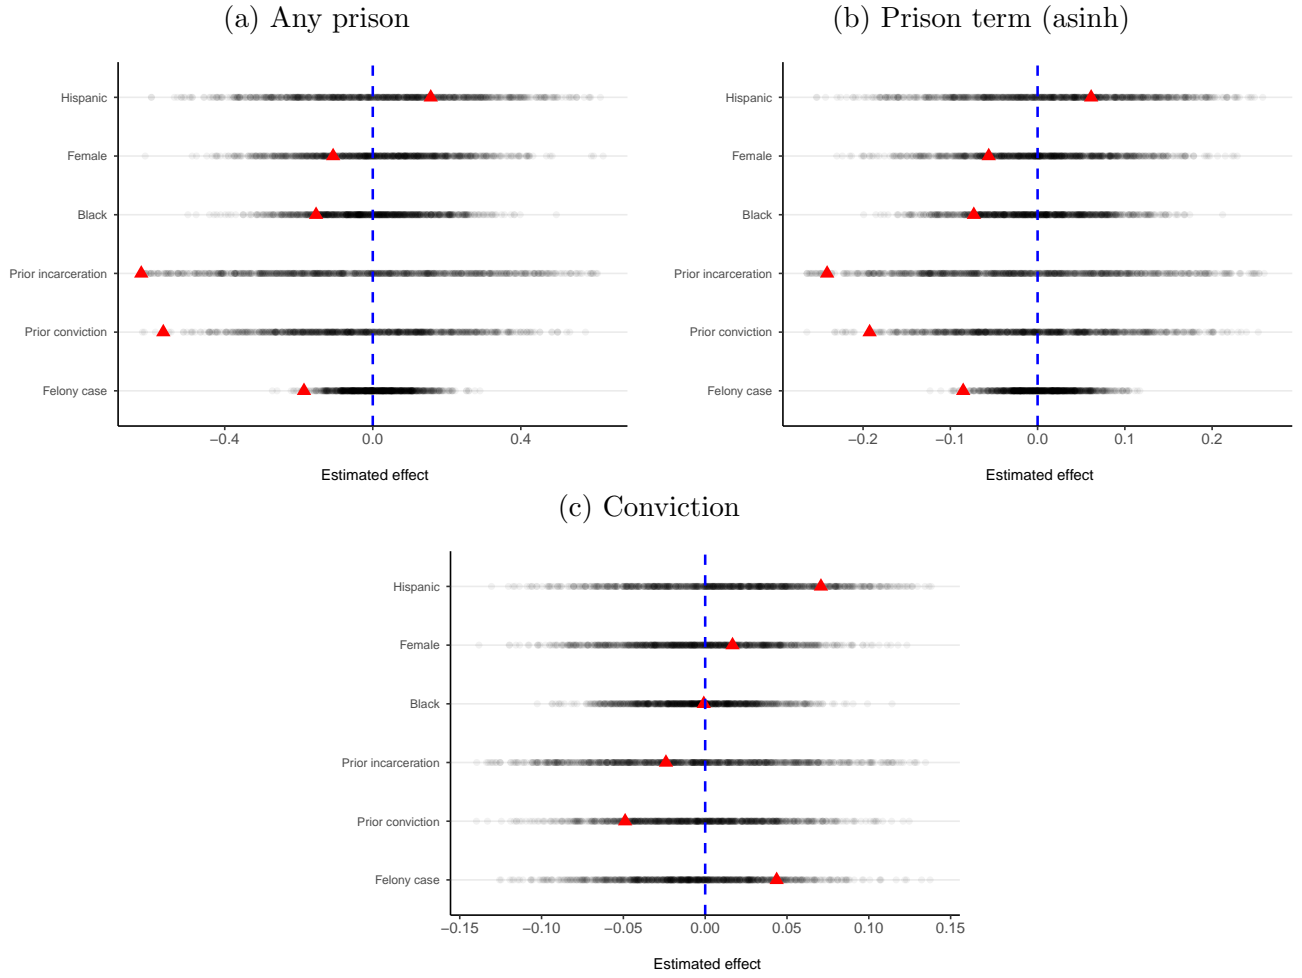 (a) Any prison
Hispanic
Female
Black
Prior incarceration
Prior conviction
Felony case
−0.4 0.0 0.4
Estimated effect
(b) Prison term (asinh)
Hispanic
Female
Black
Prior incarceration
Prior conviction
Felony case
−0.2 −0.1 0.0 0.1 0.2
Estimated effect
(c) Conviction
Hispanic
Female
Black
Prior incarceration
Prior conviction
Felony case
−0.15 −0.10 −0.05 0.00 0.05 0.10 0.15
Estimated effect